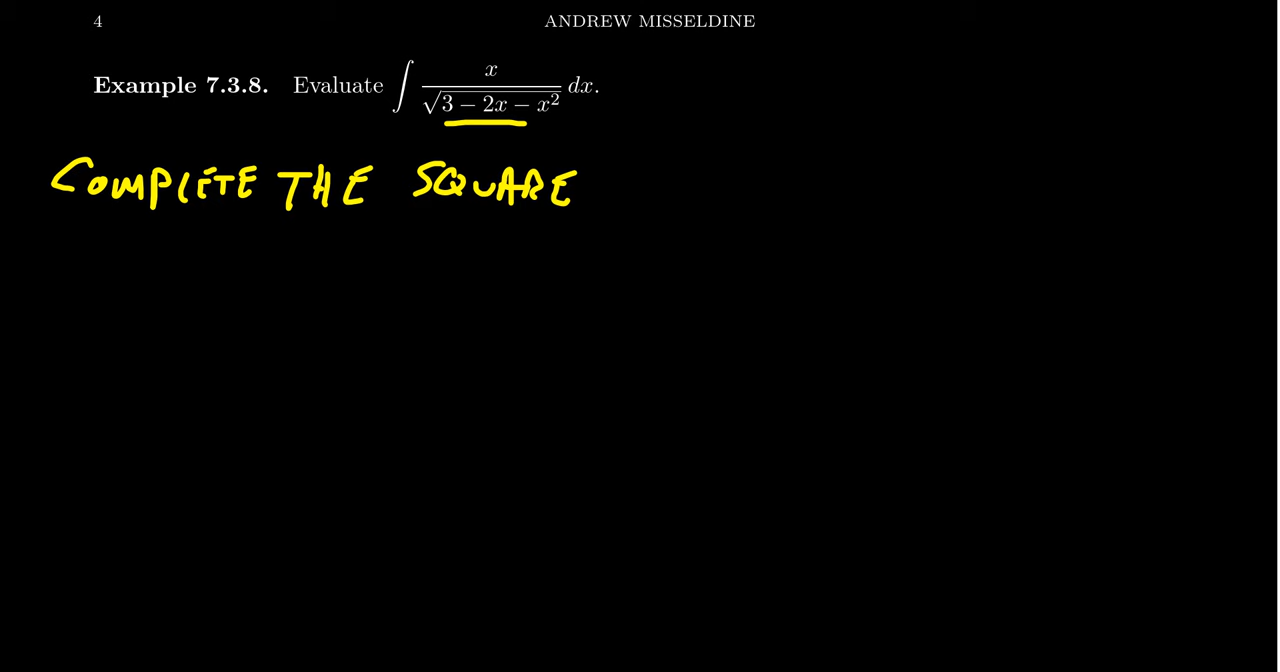 4 ANDREW MISSELDINE
Example 7.3.8. Evaluate ∫ x / √(3 − 2x − x²) dx.
COMPLETE THE SQUARE